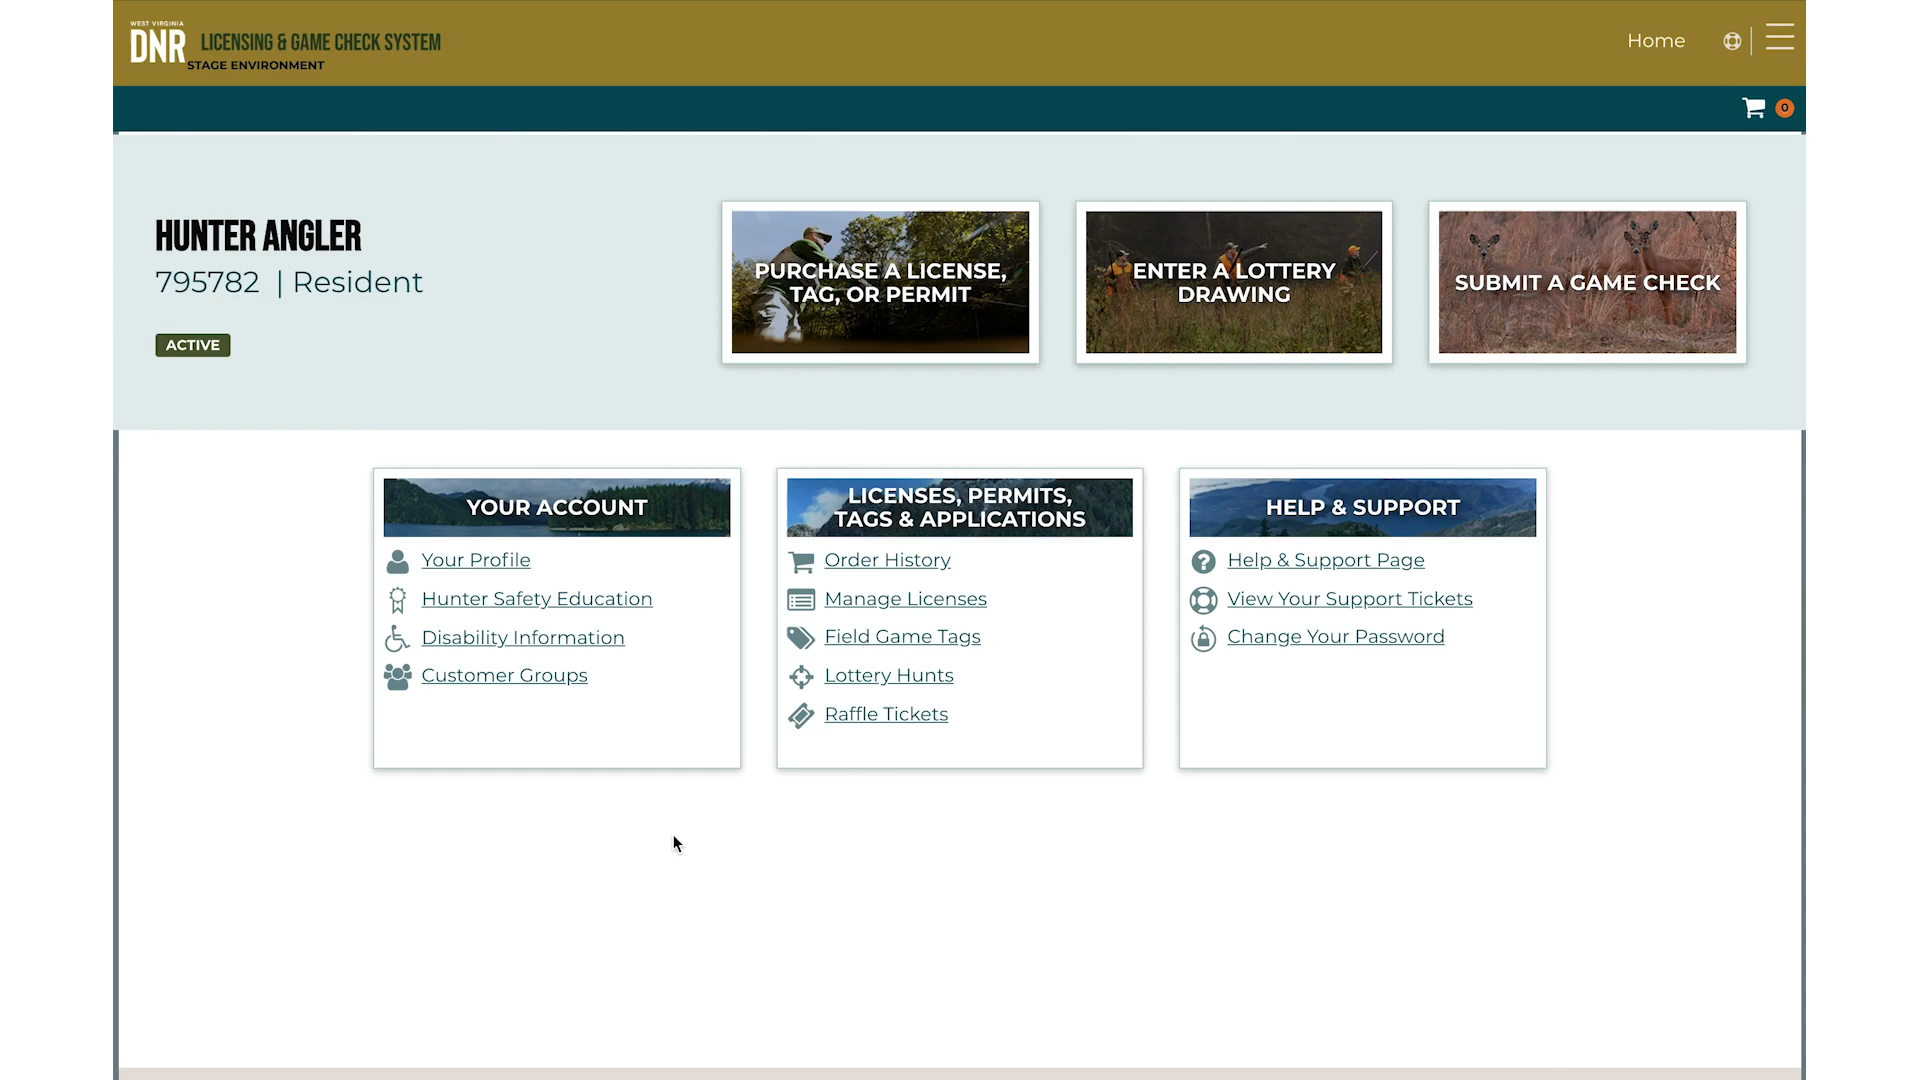 WEST VIRGINIA
DNR LICENSING & GAME CHECK SYSTEM
STAGE ENVIRONMENT
Home
0
HUNTER ANGLER
795782 | Resident
ACTIVE
PURCHASE A LICENSE,
TAG, OR PERMIT
ENTER A LOTTERY
DRAWING
SUBMIT A GAME CHECK
YOUR ACCOUNT
Your Profile
Hunter Safety Education
Disability Information
Customer Groups
LICENSES, PERMITS,
TAGS & APPLICATIONS
Order History
Manage Licenses
Field Game Tags
Lottery Hunts
Raffle Tickets
HELP & SUPPORT
Help & Support Page
View Your Support Tickets
Change Your Password